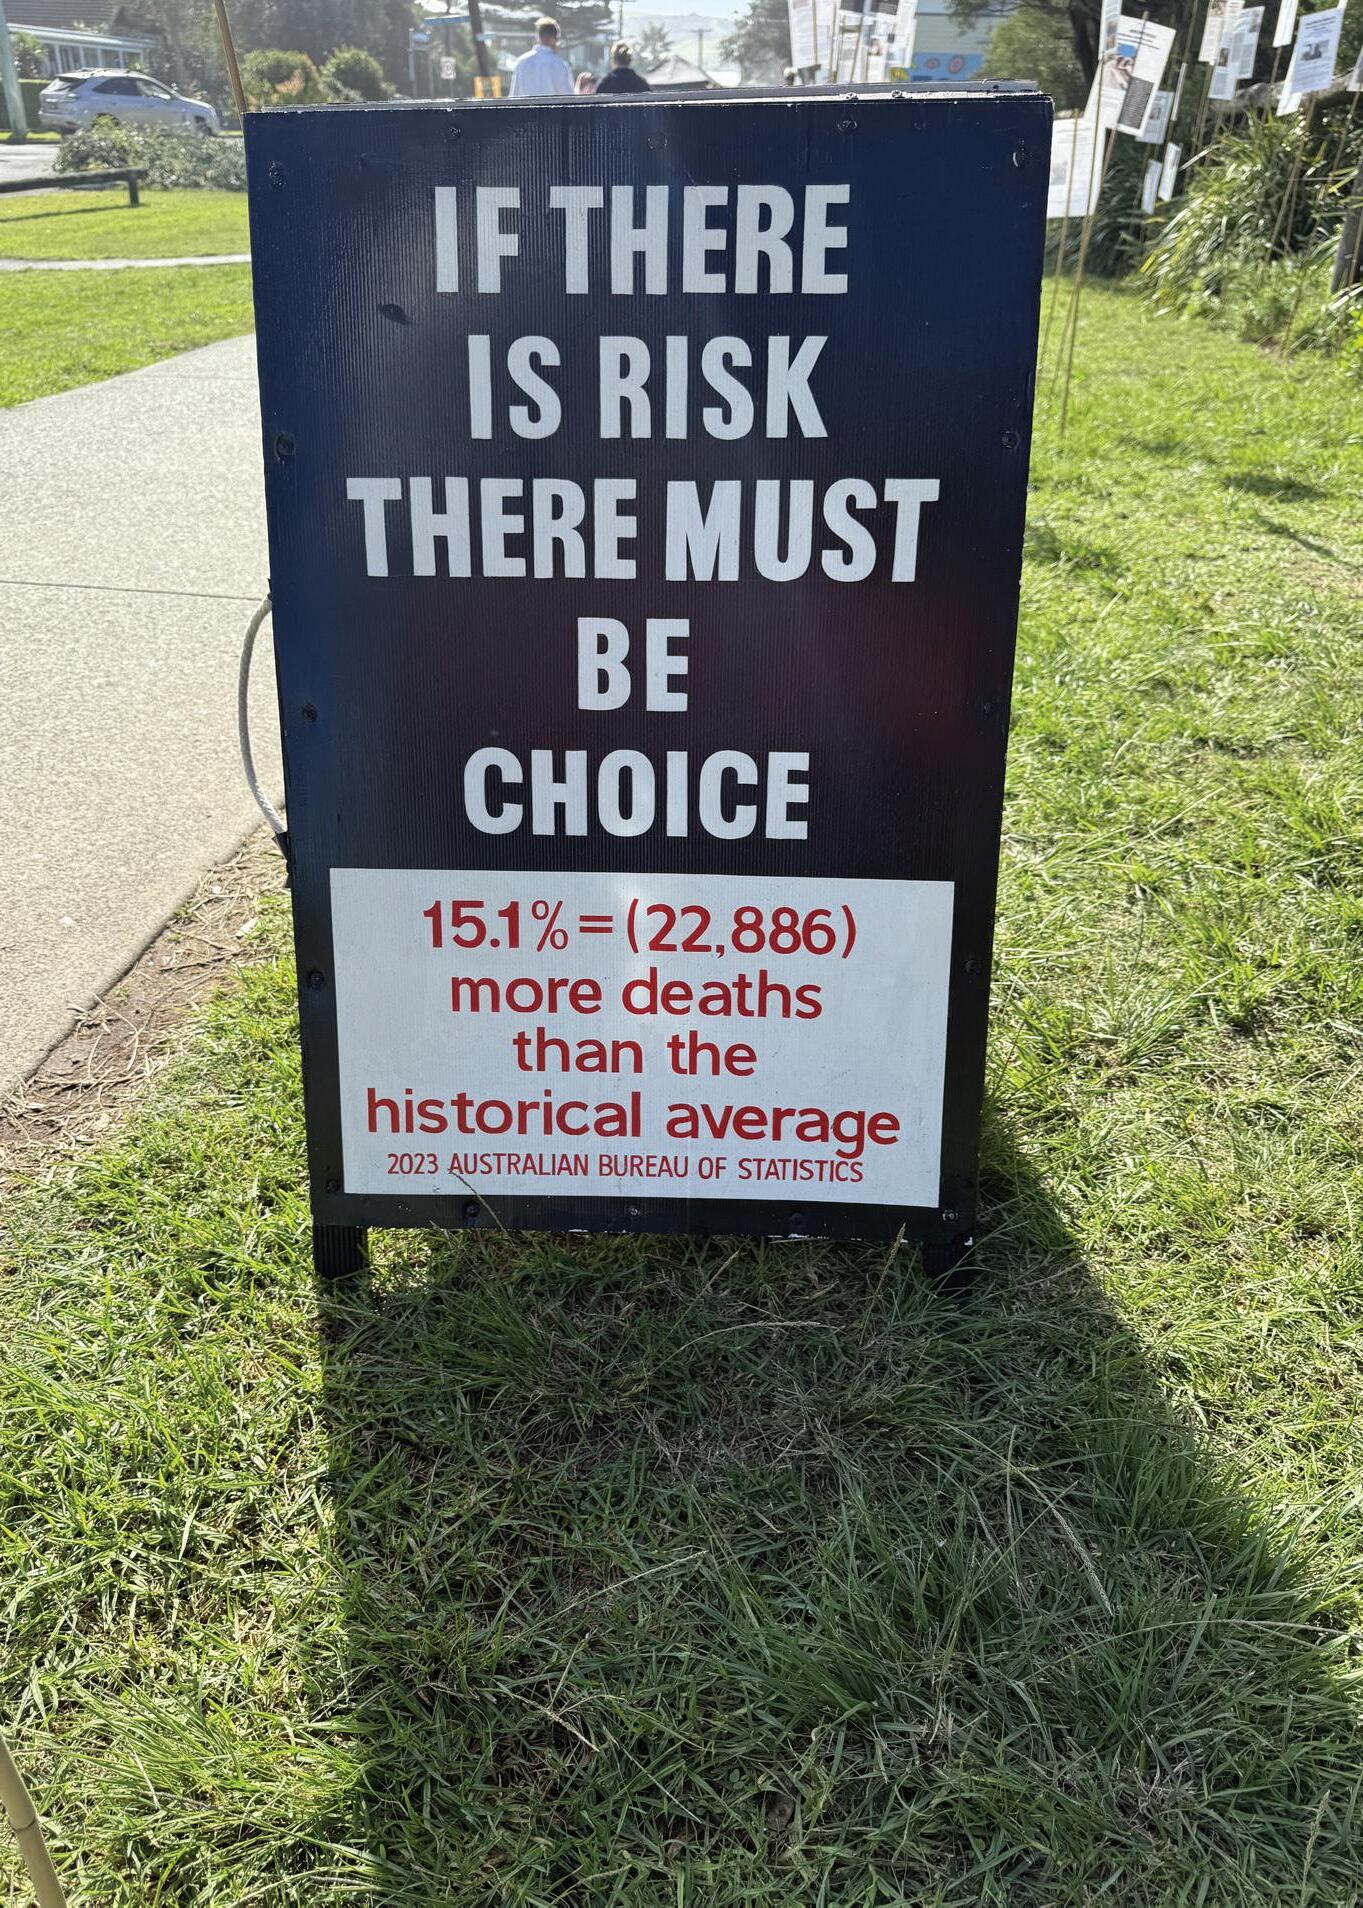 IF THERE
IS RISK
THERE MUST
BE
CHOICE
15.1% = (22,886)
more deaths
than the
historical average
2023 AUSTRALIAN BUREAU OF STATISTICS